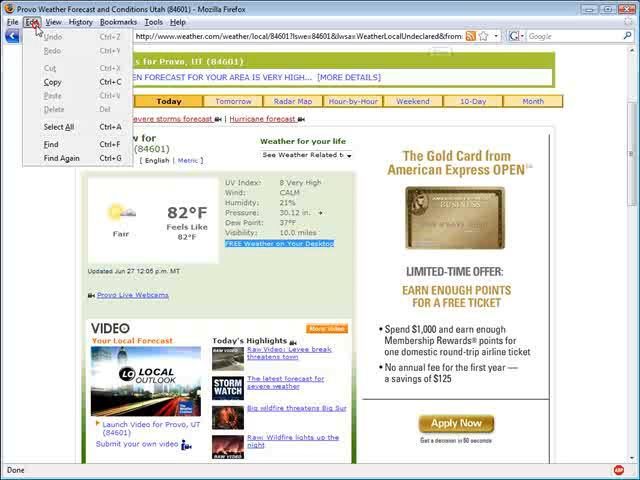 Provo Weather Forecast and Conditions Utah (84601) - Mozilla Firefox
File Edit View History Bookmarks Tools Help
Undo Ctrl+Z
Redo Ctrl+Y
Cut Ctrl+X
Copy Ctrl+C
Paste Ctrl+V
Delete Del
Select All Ctrl+A
Find Ctrl+F
Find Again Ctrl+G
http://www.weather.com/weather/local/84601?lswe=84601&lwsa=WeatherLocalUndeclared&from=
Google
for Provo, UT (84601)
EN FORECAST FOR YOUR AREA IS VERY HIGH... [MORE DETAILS]
Today Tomorrow Radar Map Hour-by-Hour Weekend 10-Day Month
severe storms forecast | Hurricane forecast
w for
(84601)
[ English | Metric ]
Weather for your life
See Weather Related
82°F
Feels Like
82°F
Fair
UV Index: 8 Very High
Wind: CALM
Humidity: 21%
Pressure: 30.12 in.
Dew Point: 37°F
Visibility: 10.0 miles
FREE Weather on Your Desktop
Updated Jun 27 12:05 p.m. MT
Provo Live Webcams
VIDEO
More Video
Your Local Forecast
LOCAL
OUTLOOK
Launch Video for Provo, UT
(84601)
Submit your own video
Today's Highlights
Raw Video: Levee break
threatens town
STORM
WATCH
The latest forecast for
severe weather
Big wildfire threatens Big Sur
Raw: Wildfire lights up the
night
The Gold Card from
American Express OPEN
BUSINESS
LIMITED-TIME OFFER:
EARN ENOUGH POINTS
FOR A FREE TICKET
• Spend $1,000 and earn enough
Membership Rewards® points for
one domestic round-trip airline ticket
• No annual fee for the first year —
a savings of $125
Apply Now
Get a decision in 60 seconds
Done
ABP